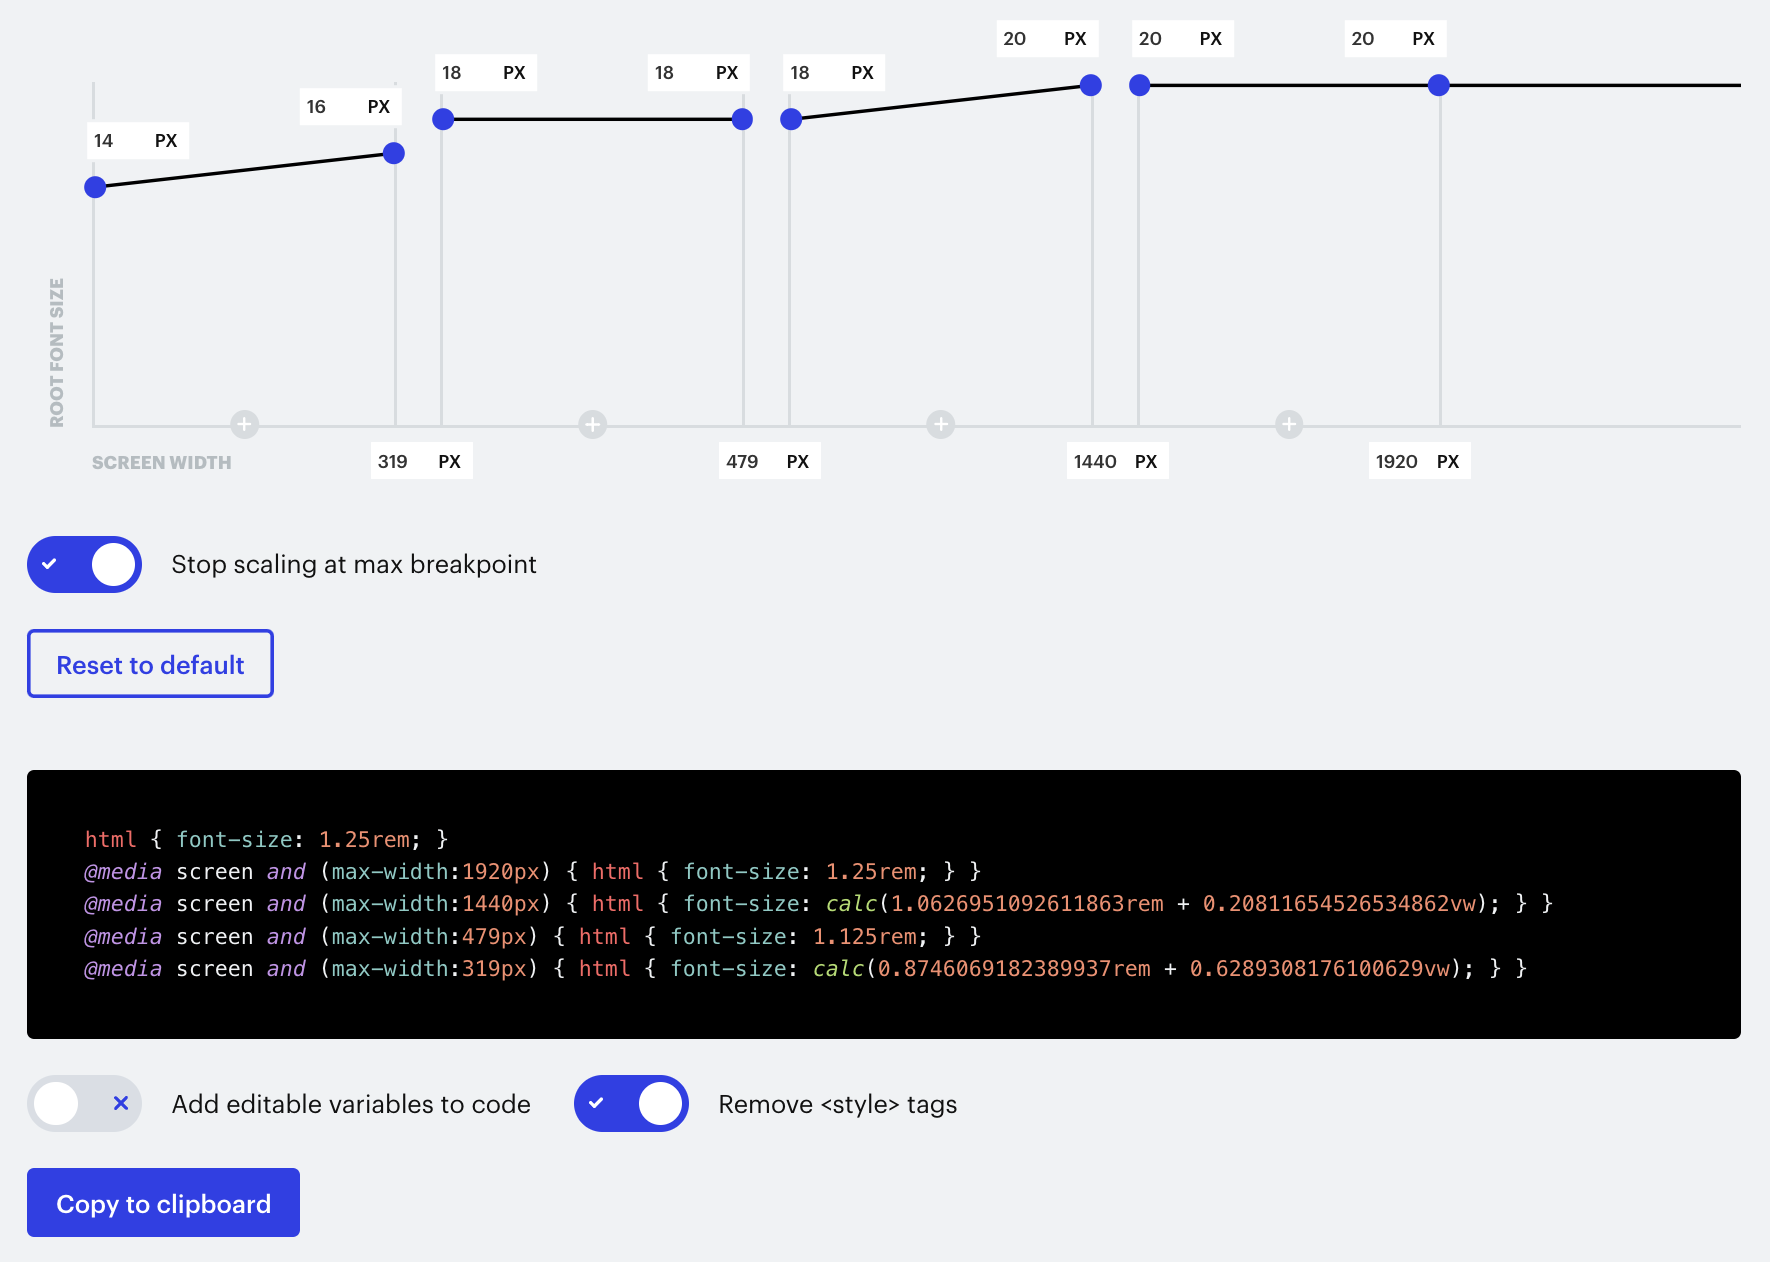 20 PX 20 PX 20 PX
18 PX 18 PX 18 PX
16 PX
14 PX
ROOT FONT SIZE
SCREEN WIDTH 319 PX 479 PX 1440 PX 1920 PX
Stop scaling at max breakpoint
Reset to default
html { font-size: 1.25rem; }
@media screen and (max-width:1920px) { html { font-size: 1.25rem; } }
@media screen and (max-width:1440px) { html { font-size: calc(1.0626951092611863rem + 0.20811654526534862vw); } }
@media screen and (max-width:479px) { html { font-size: 1.125rem; } }
@media screen and (max-width:319px) { html { font-size: calc(0.8746069182389937rem + 0.6289308176100629vw); } }
Add editable variables to code Remove <style> tags
Copy to clipboard